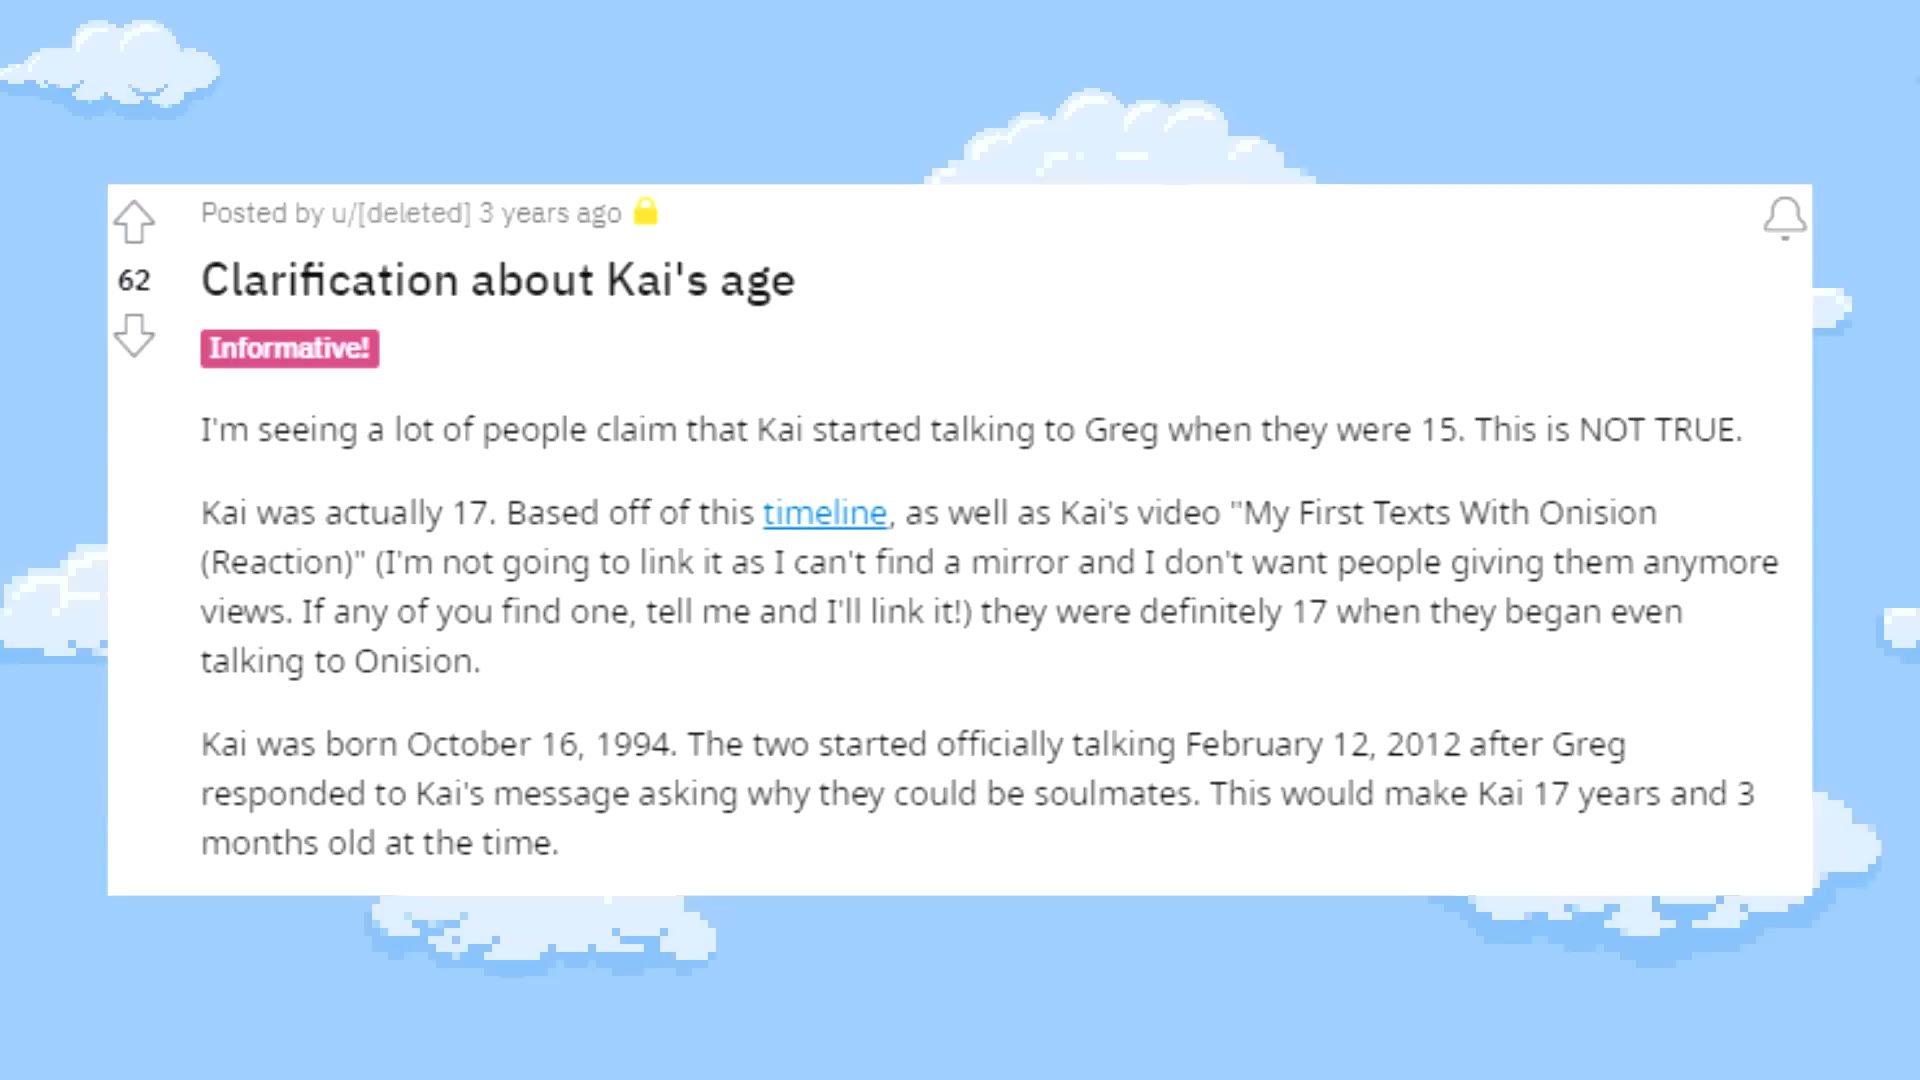 Posted by u/[deleted] 3 years ago
62
Clarification about Kai's age
Informative!
I'm seeing a lot of people claim that Kai started talking to Greg when they were 15. This is NOT TRUE.
Kai was actually 17. Based off of this timeline, as well as Kai's video "My First Texts With Onision
(Reaction)" (I'm not going to link it as I can't find a mirror and I don't want people giving them anymore
views. If any of you find one, tell me and I'll link it!) they were definitely 17 when they began even
talking to Onision.
Kai was born October 16, 1994. The two started officially talking February 12, 2012 after Greg
responded to Kai's message asking why they could be soulmates. This would make Kai 17 years and 3
months old at the time.